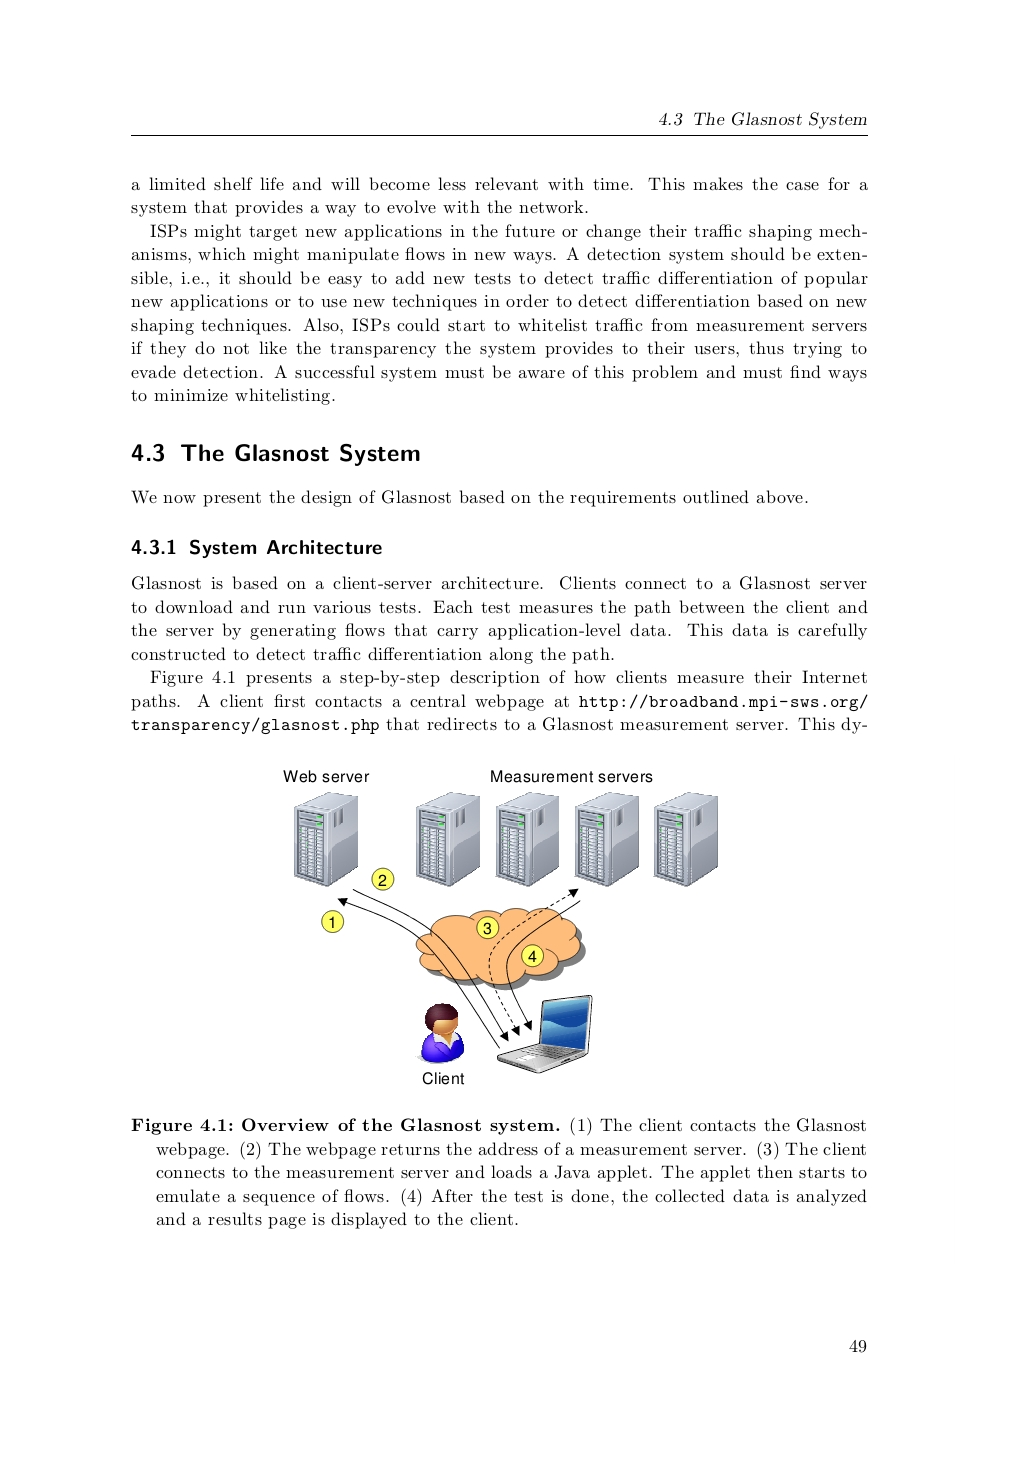 4.3 The Glasnost System
a limited shelf life and will become less relevant with time. This makes the case for a
system that provides a way to evolve with the network.
ISPs might target new applications in the future or change their traffic shaping mech-
anisms, which might manipulate flows in new ways. A detection system should be exten-
sible, i.e., it should be easy to add new tests to detect traffic differentiation of popular
new applications or to use new techniques in order to detect differentiation based on new
shaping techniques. Also, ISPs could start to whitelist traffic from measurement servers
if they do not like the transparency the system provides to their users, thus trying to
evade detection. A successful system must be aware of this problem and must find ways
to minimize whitelisting.
4.3 The Glasnost System
We now present the design of Glasnost based on the requirements outlined above.
4.3.1 System Architecture
Glasnost is based on a client-server architecture. Clients connect to a Glasnost server
to download and run various tests. Each test measures the path between the client and
the server by generating flows that carry application-level data. This data is carefully
constructed to detect traffic differentiation along the path.
Figure 4.1 presents a step-by-step description of how clients measure their Internet
paths. A client first contacts a central webpage at http://broadband.mpi-sws.org/
transparency/glasnost.php that redirects to a Glasnost measurement server. This dy-
Web server Measurement servers
2
1
3
4
Client
Figure 4.1: Overview of the Glasnost system. (1) The client contacts the Glasnost
webpage. (2) The webpage returns the address of a measurement server. (3) The client
connects to the measurement server and loads a Java applet. The applet then starts to
emulate a sequence of flows. (4) After the test is done, the collected data is analyzed
and a results page is displayed to the client.
49